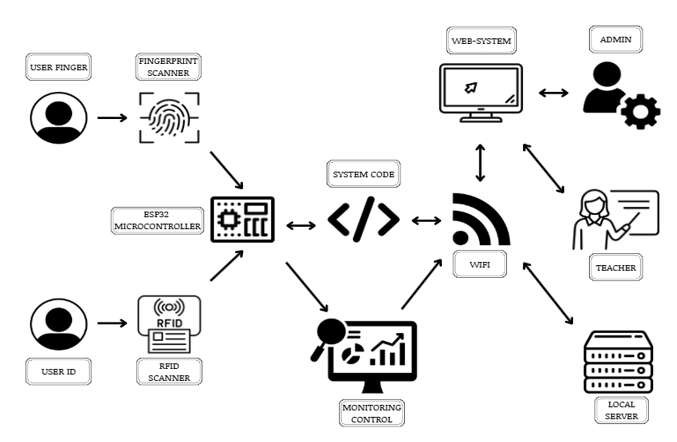 WEB-SYSTEM
ADMIN
USER FINGER
FINGERPRINT
SCANNER
SYSTEM CODE
ESP32
MICROCONTROLLER
WIFI
TEACHER
RFID
USER ID
RFID
SCANNER
MONITORING
CONTROL
LOCAL
SERVER